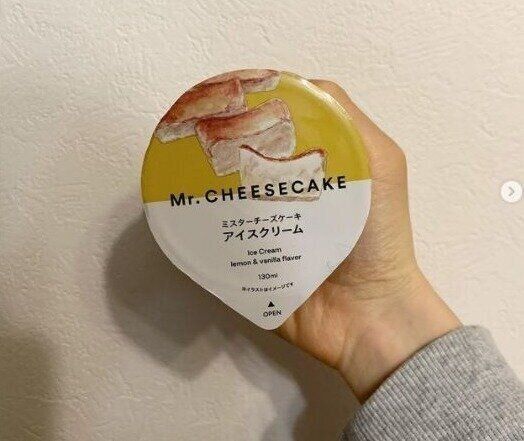 Mr. CHEESECAKE
ミスターチーズケーキ
アイスクリーム
Ice Cream
lemon & vanilla flavor
130ml
※イラストはイメージです
▲
OPEN